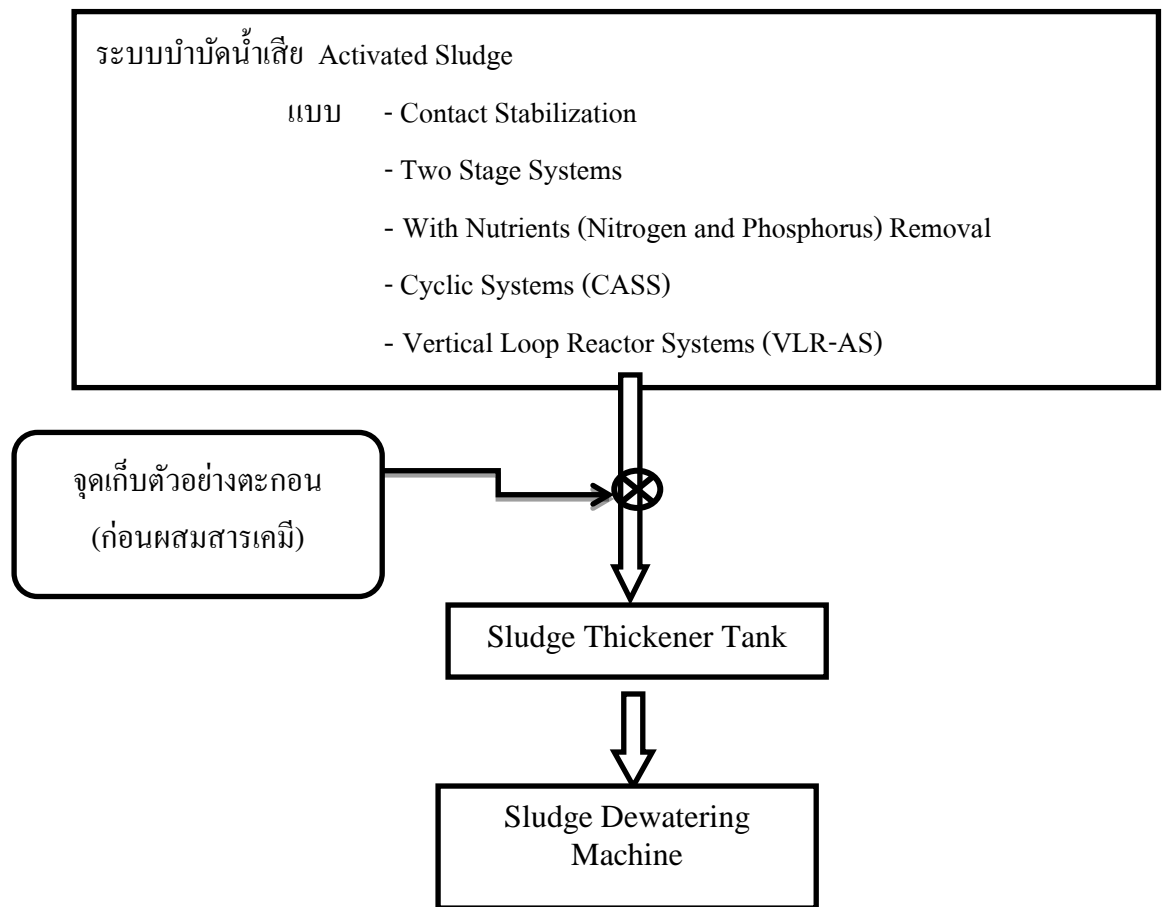 ระบบบำบัดน้ำเสีย Activated Sludge
แบบ - Contact Stabilization
- Two Stage Systems
- With Nutrients (Nitrogen and Phosphorus) Removal
- Cyclic Systems (CASS)
- Vertical Loop Reactor Systems (VLR-AS)
จุดเก็บตัวอย่างตะกอน
(ก่อนผสมสารเคมี)
Sludge Thickener Tank
Sludge Dewatering
Machine